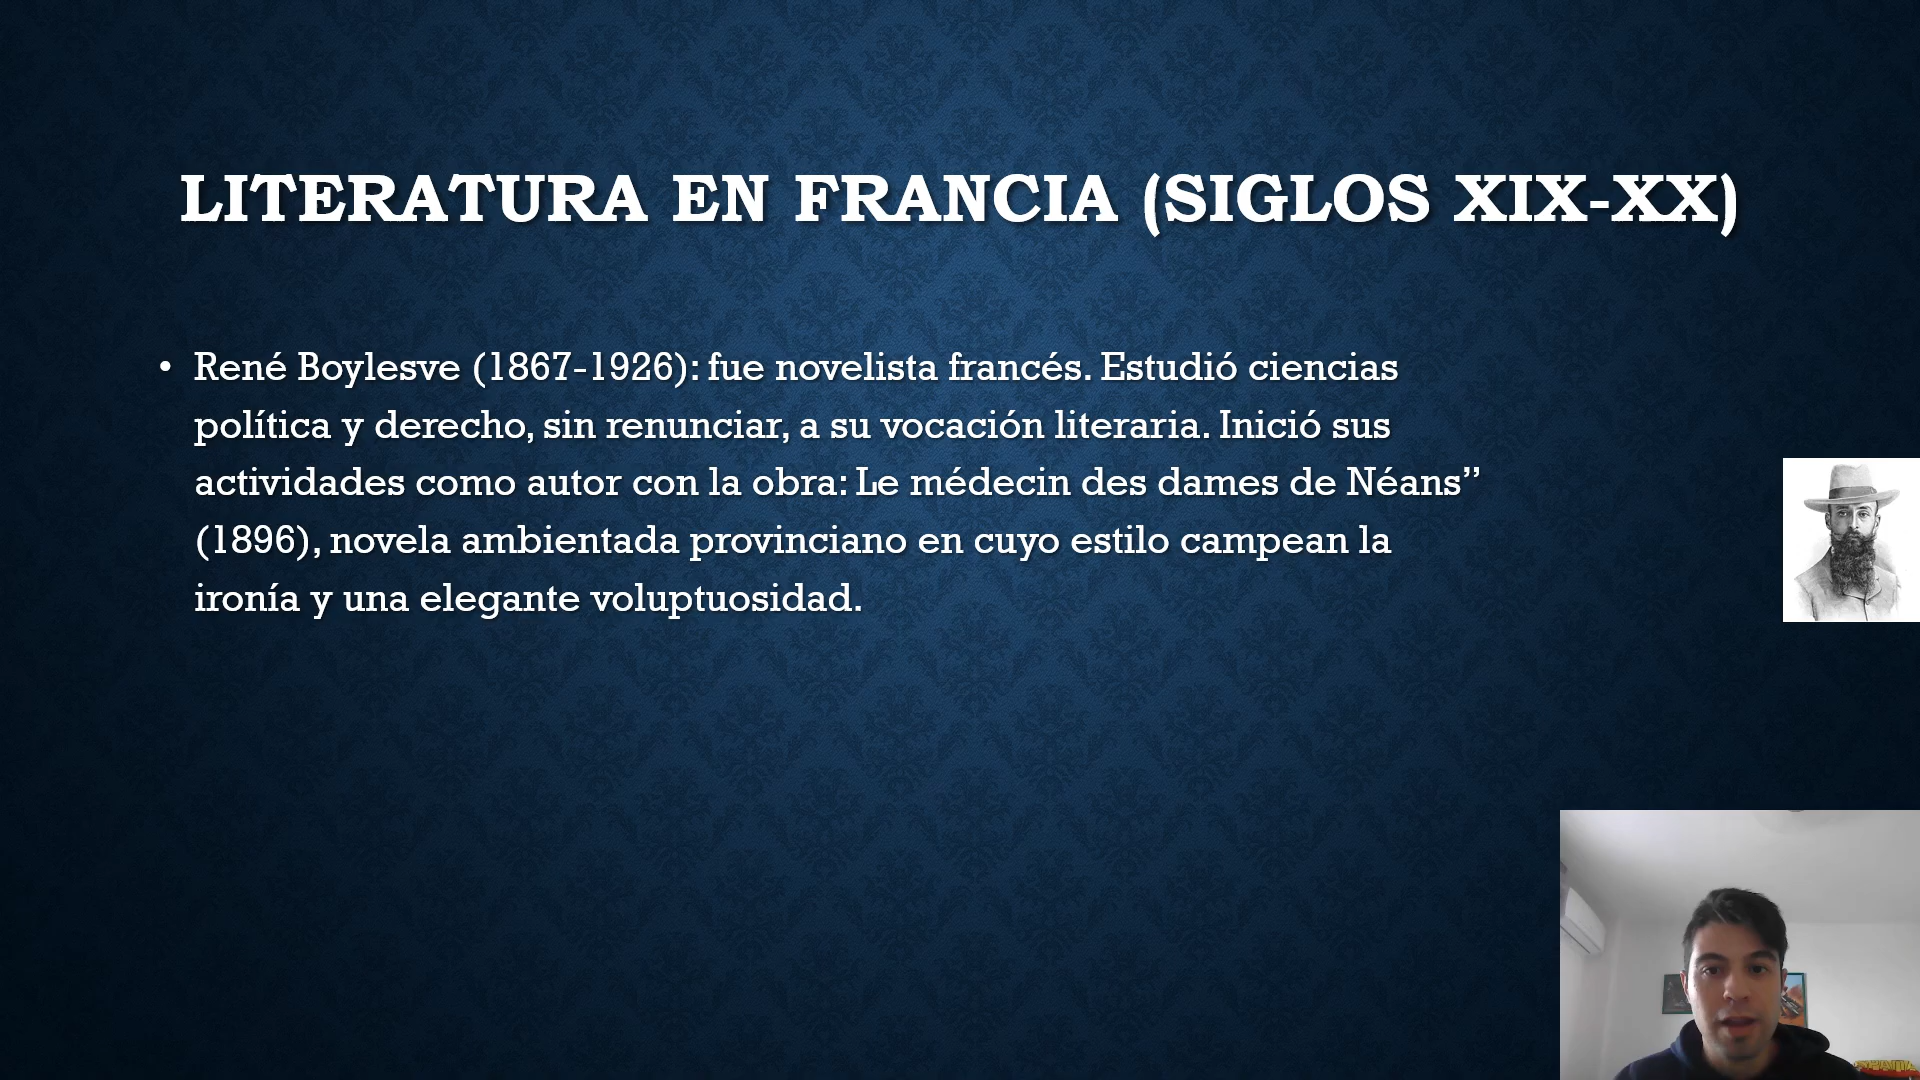 LITERATURA EN FRANCIA (SIGLOS XIX-XX)
• René Boylesve (1867-1926): fue novelista francés. Estudió ciencias
política y derecho, sin renunciar, a su vocación literaria. Inició sus
actividades como autor con la obra: Le médecin des dames de Néans”
(1896), novela ambientada provinciano en cuyo estilo campean la
ironía y una elegante voluptuosidad.